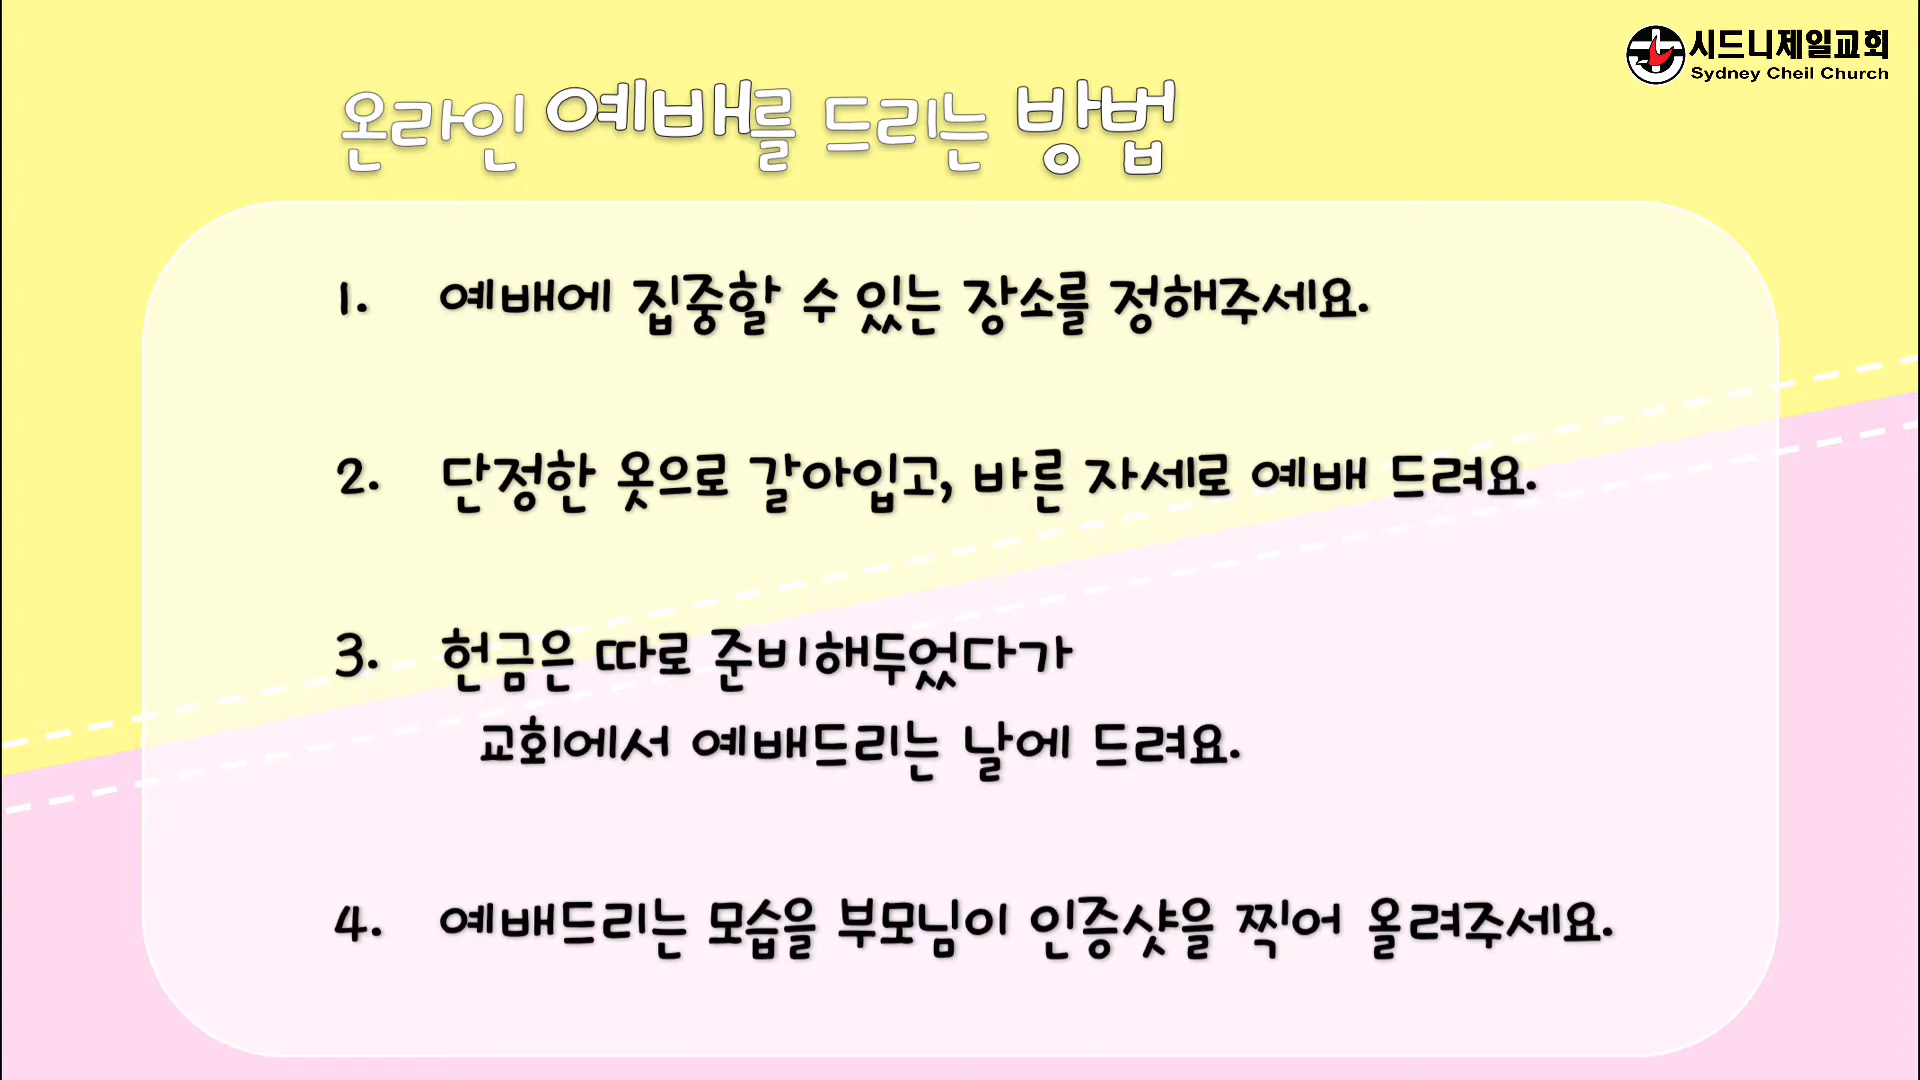 시드니제일교회
Sydney Cheil Church
온라인 예배를 드리는 방법
1. 예배에 집중할 수 있는 장소를 정해주세요.
2. 단정한 옷으로 갈아입고, 바른 자세로 예배 드려요.
3. 헌금은 따로 준비해두었다가
교회에서 예배드리는 날에 드려요.
4. 예배드리는 모습을 부모님이 인증샷을 찍어 올려주세요.